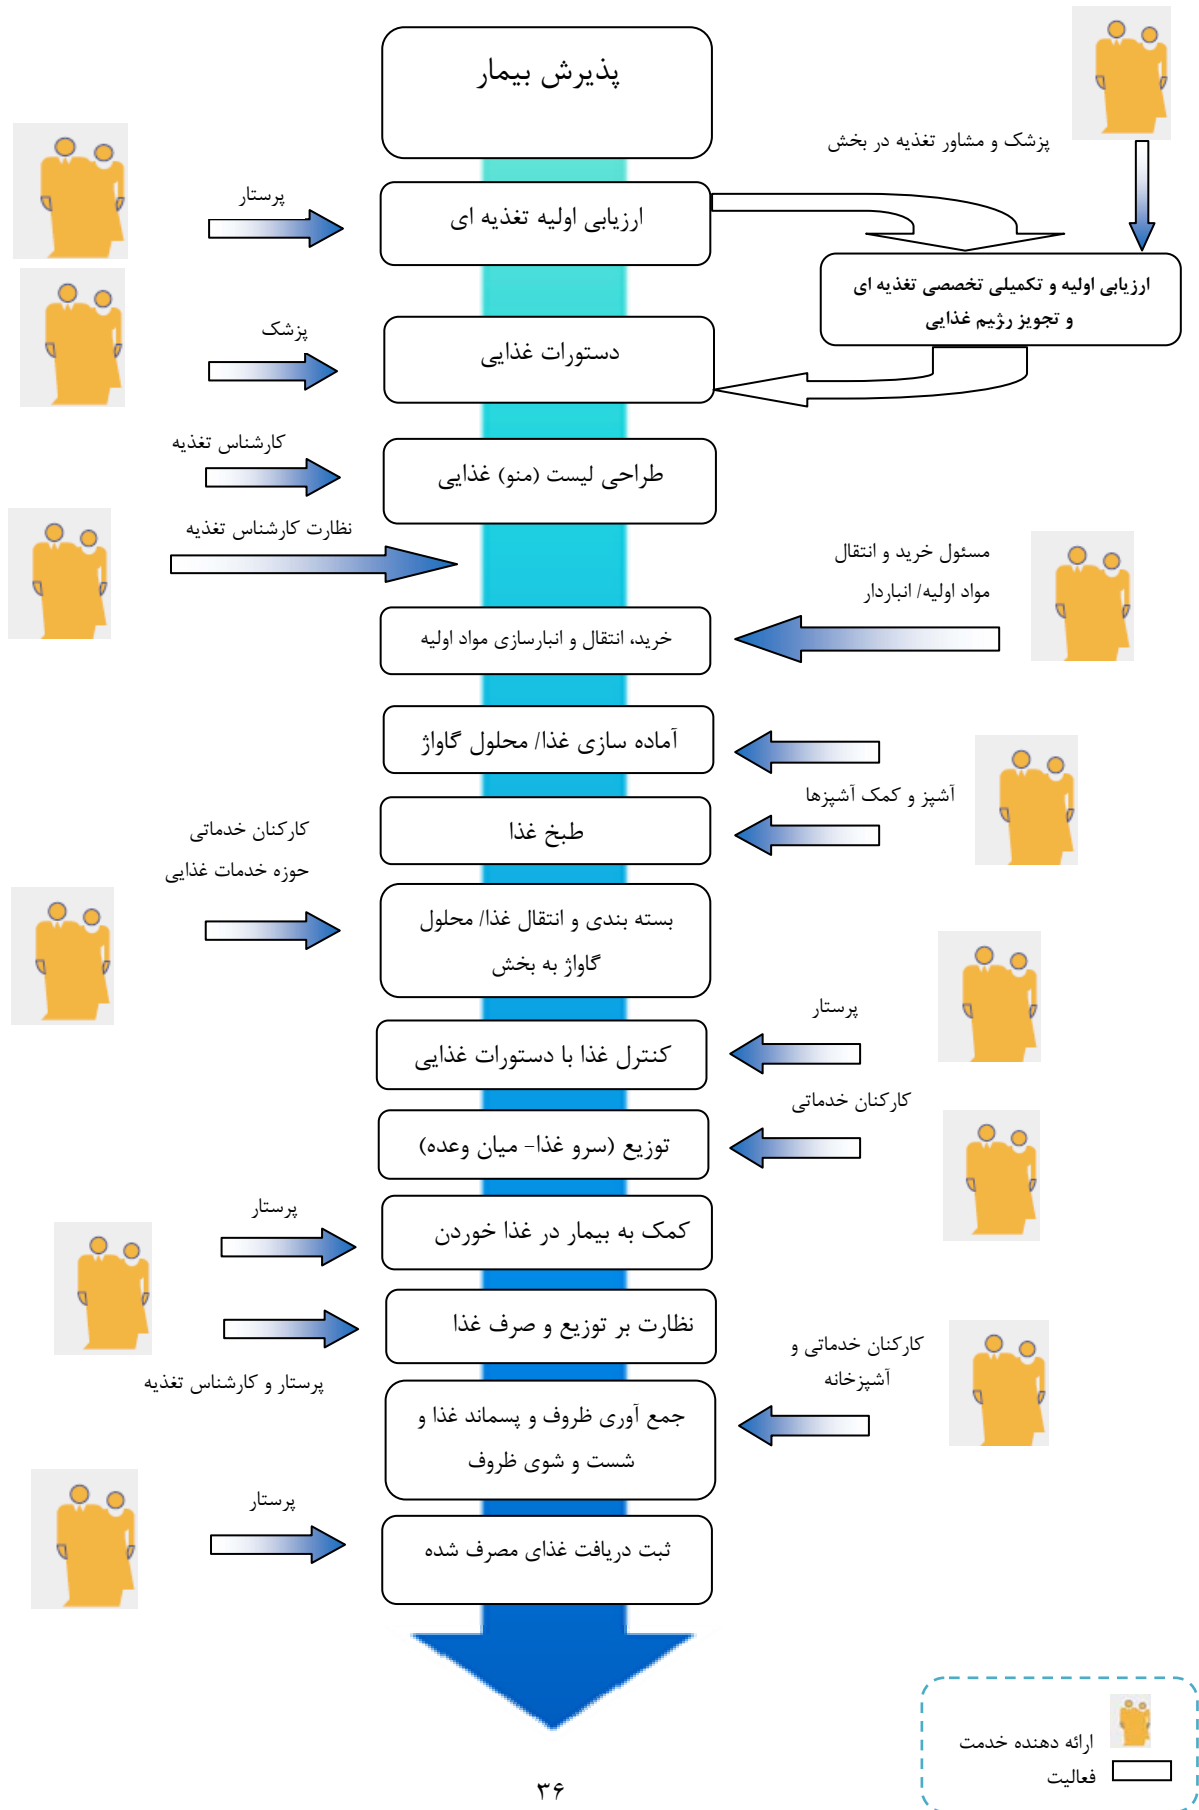 پذیرش بیمار
پزشک و مشاور تغذیه در بخش
پرستار
ارزیابی اولیه تغذیه ای
ارزیابی اولیه و تکمیلی تخصصی تغذیه ای
و تجویز رژیم غذایی
پزشک
دستورات غذایی
کارشناس تغذیه
طراحی لیست (منو) غذایی
نظارت کارشناس تغذیه
مسئول خرید و انتقال
مواد اولیه/ انباردار
خرید، انتقال و انبارسازی مواد اولیه
آماده سازی غذا/ محلول گاواژ
آشپز و کمک آشپزها
طبخ غذا
کارکنان خدماتی
حوزه خدمات غذایی
بسته بندی و انتقال غذا/ محلول
گاواژ به بخش
پرستار
کنترل غذا با دستورات غذایی
کارکنان خدماتی
توزیع (سرو غذا- میان وعده)
پرستار
کمک به بیمار در غذا خوردن
نظارت بر توزیع و صرف غذا
پرستار و کارشناس تغذیه
کارکنان خدماتی و
آشپزخانه
جمع آوری ظروف و پسماند غذا و
شست و شوی ظروف
پرستار
ثبت دریافت غذای مصرف شده
ارائه دهنده خدمت
فعالیت
۳۶